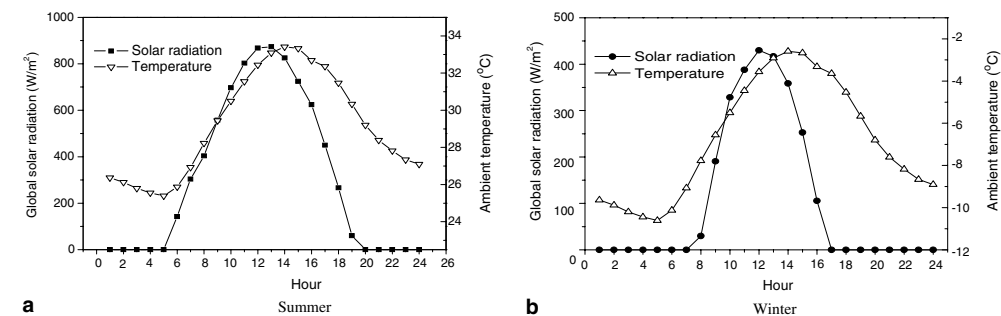 Global solar radiation (W/m²)
1000
800
600
400
200
0
Solar radiation
Temperature
34
32
30
28
26
24
Ambient temperature (°C)
0 2 4 6 8 10 12 14 16 18 20 22 24 26
Hour
a
Summer
Global solar radiation (W/m²)
500
400
300
200
100
0
Solar radiation
Temperature
-2
-4
-6
-8
-10
-12
Ambient temperature (°C)
0 2 4 6 8 10 12 14 16 18 20 22 24
Hour
b
Winter